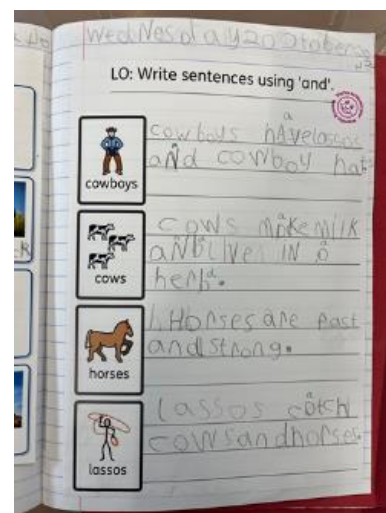 Wednesday 20 October
LO: Write sentences using 'and'.
cowboys have lascos
and cowboy hat
cowboys
cows make milk
and live in a
cows
herd.
Horses are fast
and strong.
horses
lassos catch
cows and horses.
lassos